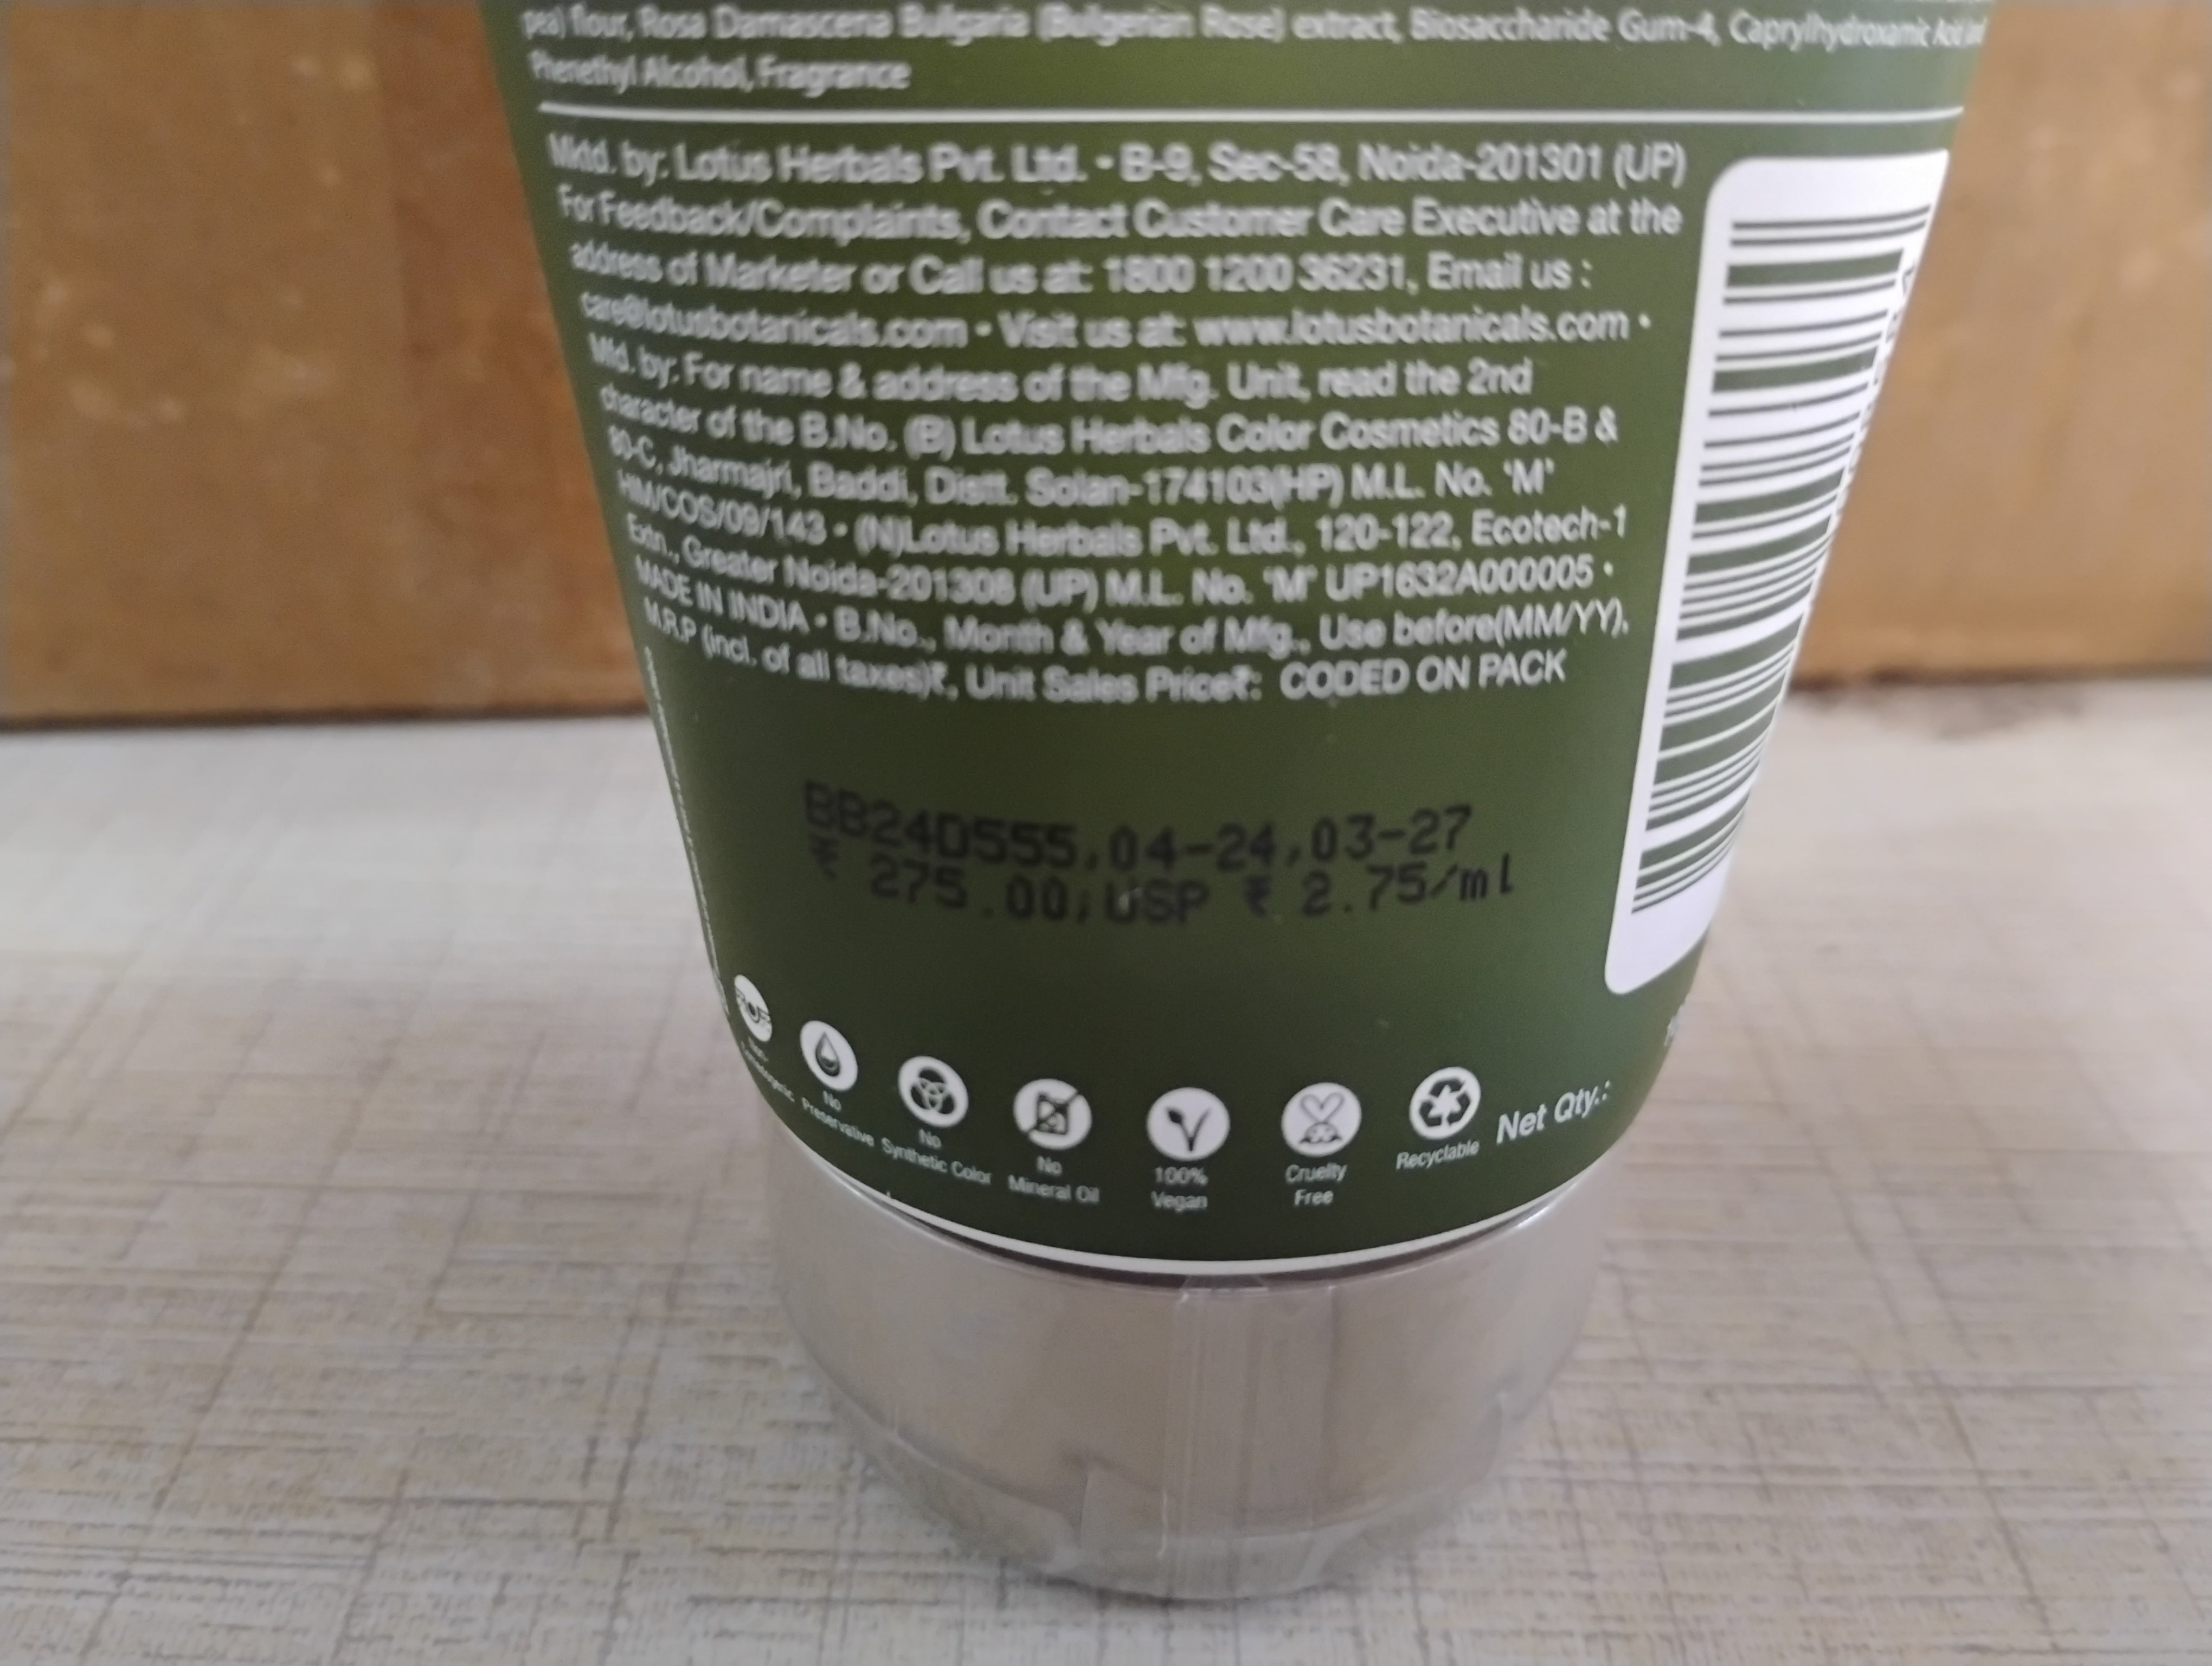 pea) flour, Rosa Damascena Bulgaria (Bulgerian Rose) extract, Biosaccharide Gum-4, Caprylhydroxamic Acid
Phenethyl Alcohol, Fragrance
Mktd. by: Lotus Herbals Pvt. Ltd. • B-9, Sec-58, Noida-201301 (UP)
For Feedback/Complaints, Contact Customer Care Executive at the
address of Marketer or Call us at: 1800 1200 36231, Email us :
care@lotusbotanicals.com • Visit us at: www.lotusbotanicals.com •
Mfd. by: For name & address of the Mfg. Unit, read the 2nd
character of the B.No. (B) Lotus Herbals Color Cosmetics 80-B &
80-C, Jharmajri, Baddi, Distt. Solan-174103(HP) M.L. No. 'M'
HIM/COS/09/143 • (N)Lotus Herbals Pvt. Ltd., 120-122, Ecotech-1
Extn., Greater Noida-201308 (UP) M.L. No. 'M' UP1632A000005 •
MADE IN INDIA • B.No., Month & Year of Mfg., Use before(MM/YY),
M.R.P (incl. of all taxes)₹, Unit Sales Price₹: CODED ON PACK
BB24D555,04-24,03-27
₹ 275.00,USP ₹ 2.75/ml
No Preservative
No Synthetic Color
No Mineral Oil
100% Vegan
Cruelty Free
Recyclable
Net Qty.: